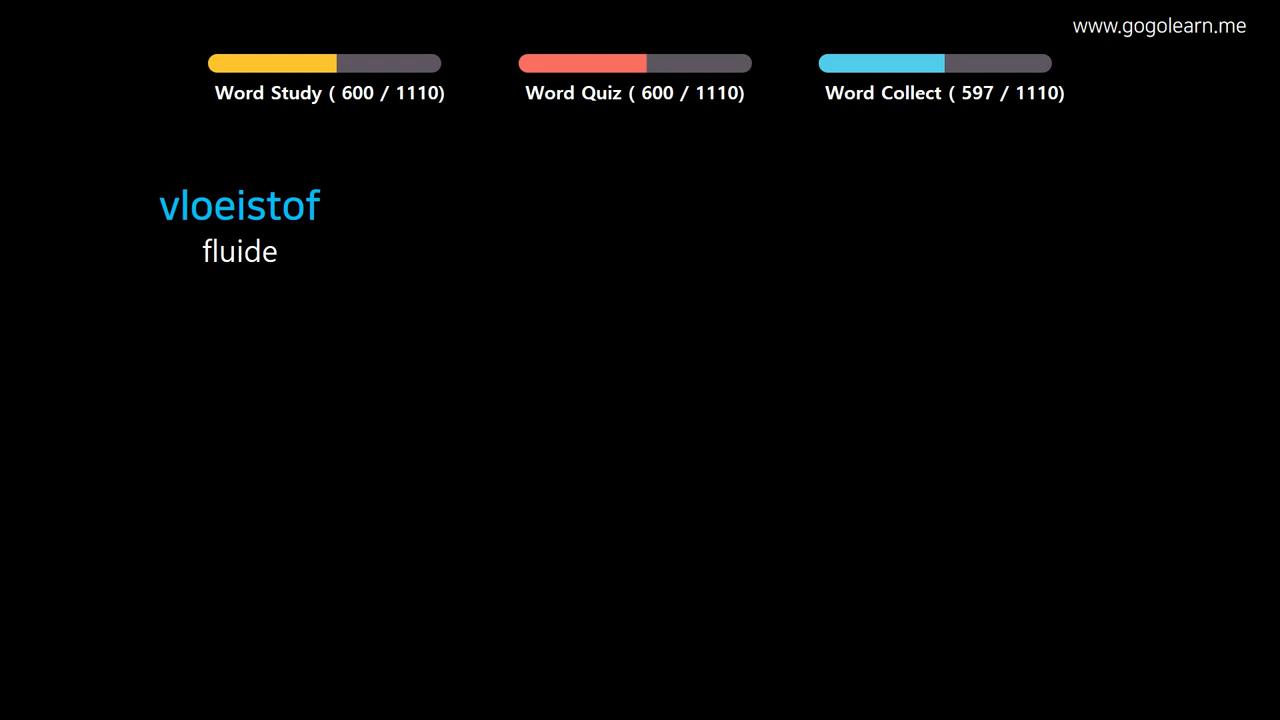 www.gogolearn.me
Word Study ( 600 / 1110)
Word Quiz ( 600 / 1110)
Word Collect ( 597 / 1110)
vloeistof
fluide